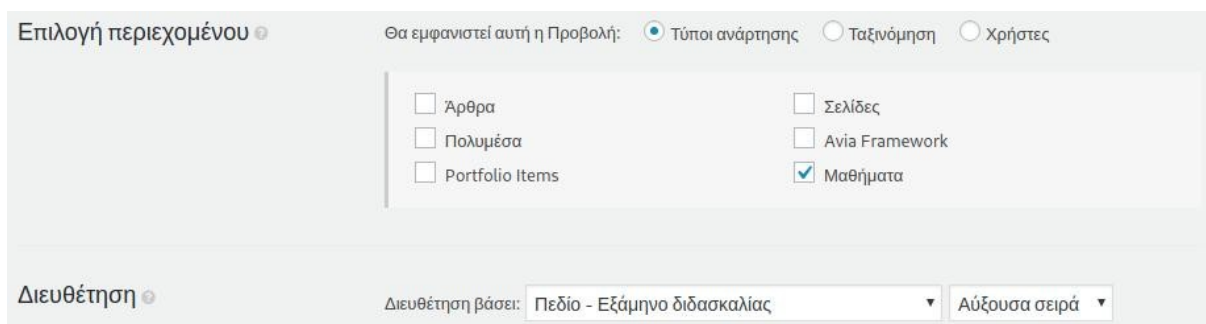 Επιλογή περιεχομένου
Θα εμφανιστεί αυτή η Προβολή: Τύποι ανάρτησης Ταξινόμηση Χρήστες
Άρθρα Σελίδες
Πολυμέσα Avia Framework
Portfolio Items Μαθήματα
Διευθέτηση
Διευθέτηση βάσει: Πεδίο - Εξάμηνο διδασκαλίας Αύξουσα σειρά